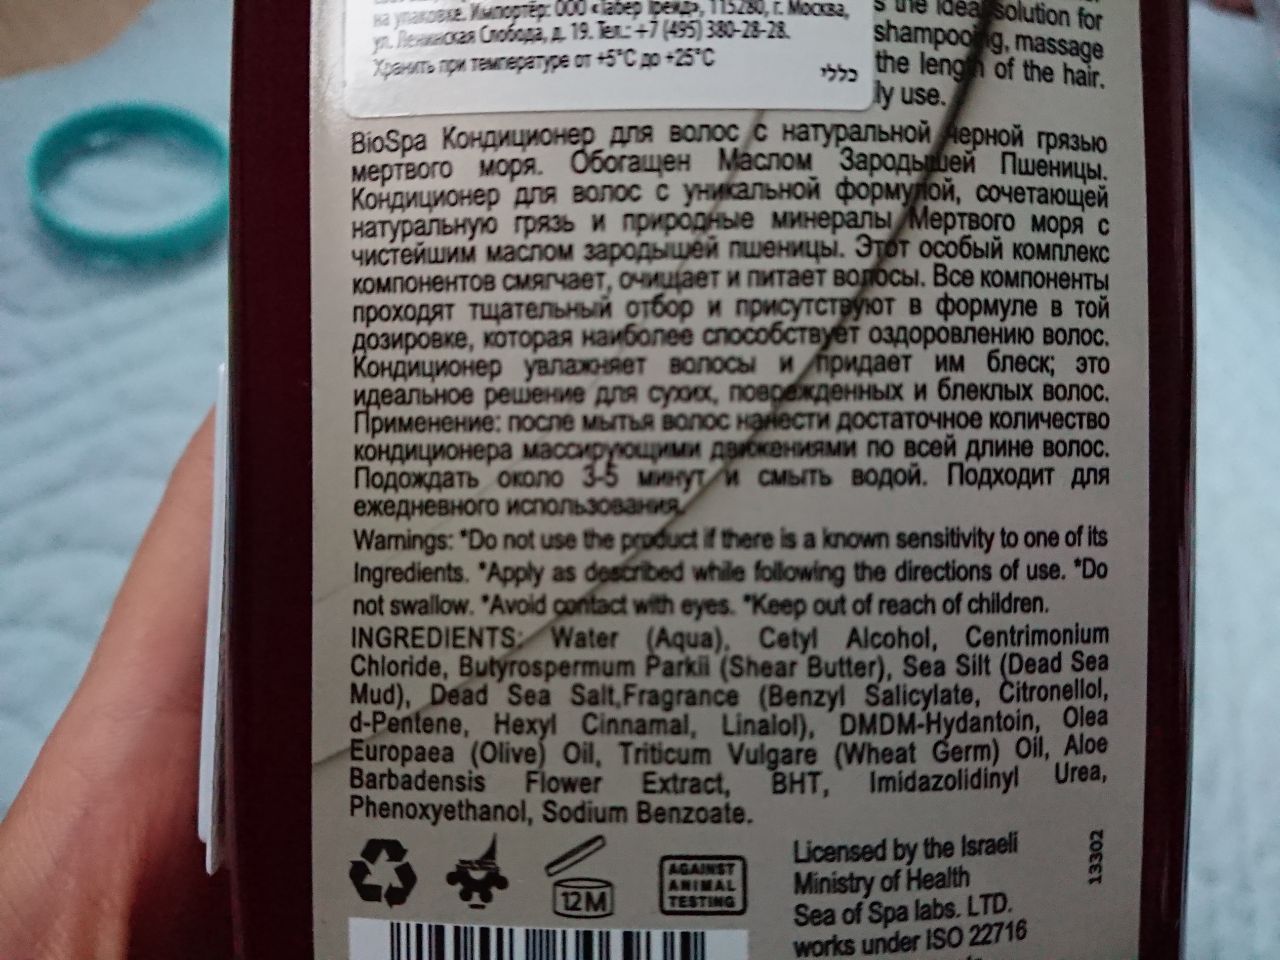 на упаковке. Импортёр: ООО «Табер Трейд», 115280, г. Москва,
ул. Ленинская Слобода, д. 19. Тел.: +7 (495) 380-28-28.
Хранить при температуре от +5°C до +25°C
כללי
s the ideal solution for
shampooing, massage
the length of the hair.
ly use.
BioSpa Кондиционер для волос с натуральной черной грязью
мертвого моря. Обогащен Маслом Зародышей Пшеницы.
Кондиционер для волос с уникальной формулой, сочетающей
натуральную грязь и природные минералы Мертвого моря с
чистейшим маслом зародышей пшеницы. Этот особый комплекс
компонентов смягчает, очищает и питает волосы. Все компоненты
проходят тщательный отбор и присутствуют в формуле в той
дозировке, которая наиболее способствует оздоровлению волос.
Кондиционер увлажняет волосы и придает им блеск; это
идеальное решение для сухих, поврежденных и блеклых волос.
Применение: после мытья волос нанести достаточное количество
кондиционера массирующими движениями по всей длине волос.
Подождать около 3-5 минут и смыть водой. Подходит для
ежедневного использования.
Warnings: *Do not use the product if there is a known sensitivity to one of its
Ingredients. *Apply as described while following the directions of use. *Do
not swallow. *Avoid contact with eyes. *Keep out of reach of children.
INGREDIENTS: Water (Aqua), Cetyl Alcohol, Centrimonium
Chloride, Butyrospermum Parkii (Shear Butter), Sea Silt (Dead Sea
Mud), Dead Sea Salt,Fragrance (Benzyl Salicylate, Citronellol,
d-Pentene, Hexyl Cinnamal, Linalol), DMDM-Hydantoin, Olea
Europaea (Olive) Oil, Triticum Vulgare (Wheat Germ) Oil, Aloe
Barbadensis Flower Extract, BHT, Imidazolidinyl Urea,
Phenoxyethanol, Sodium Benzoate.
12M
AGAINST
ANIMAL
TESTING
Licensed by the Israeli
Ministry of Health
Sea of Spa labs. LTD.
works under ISO 22716
13302